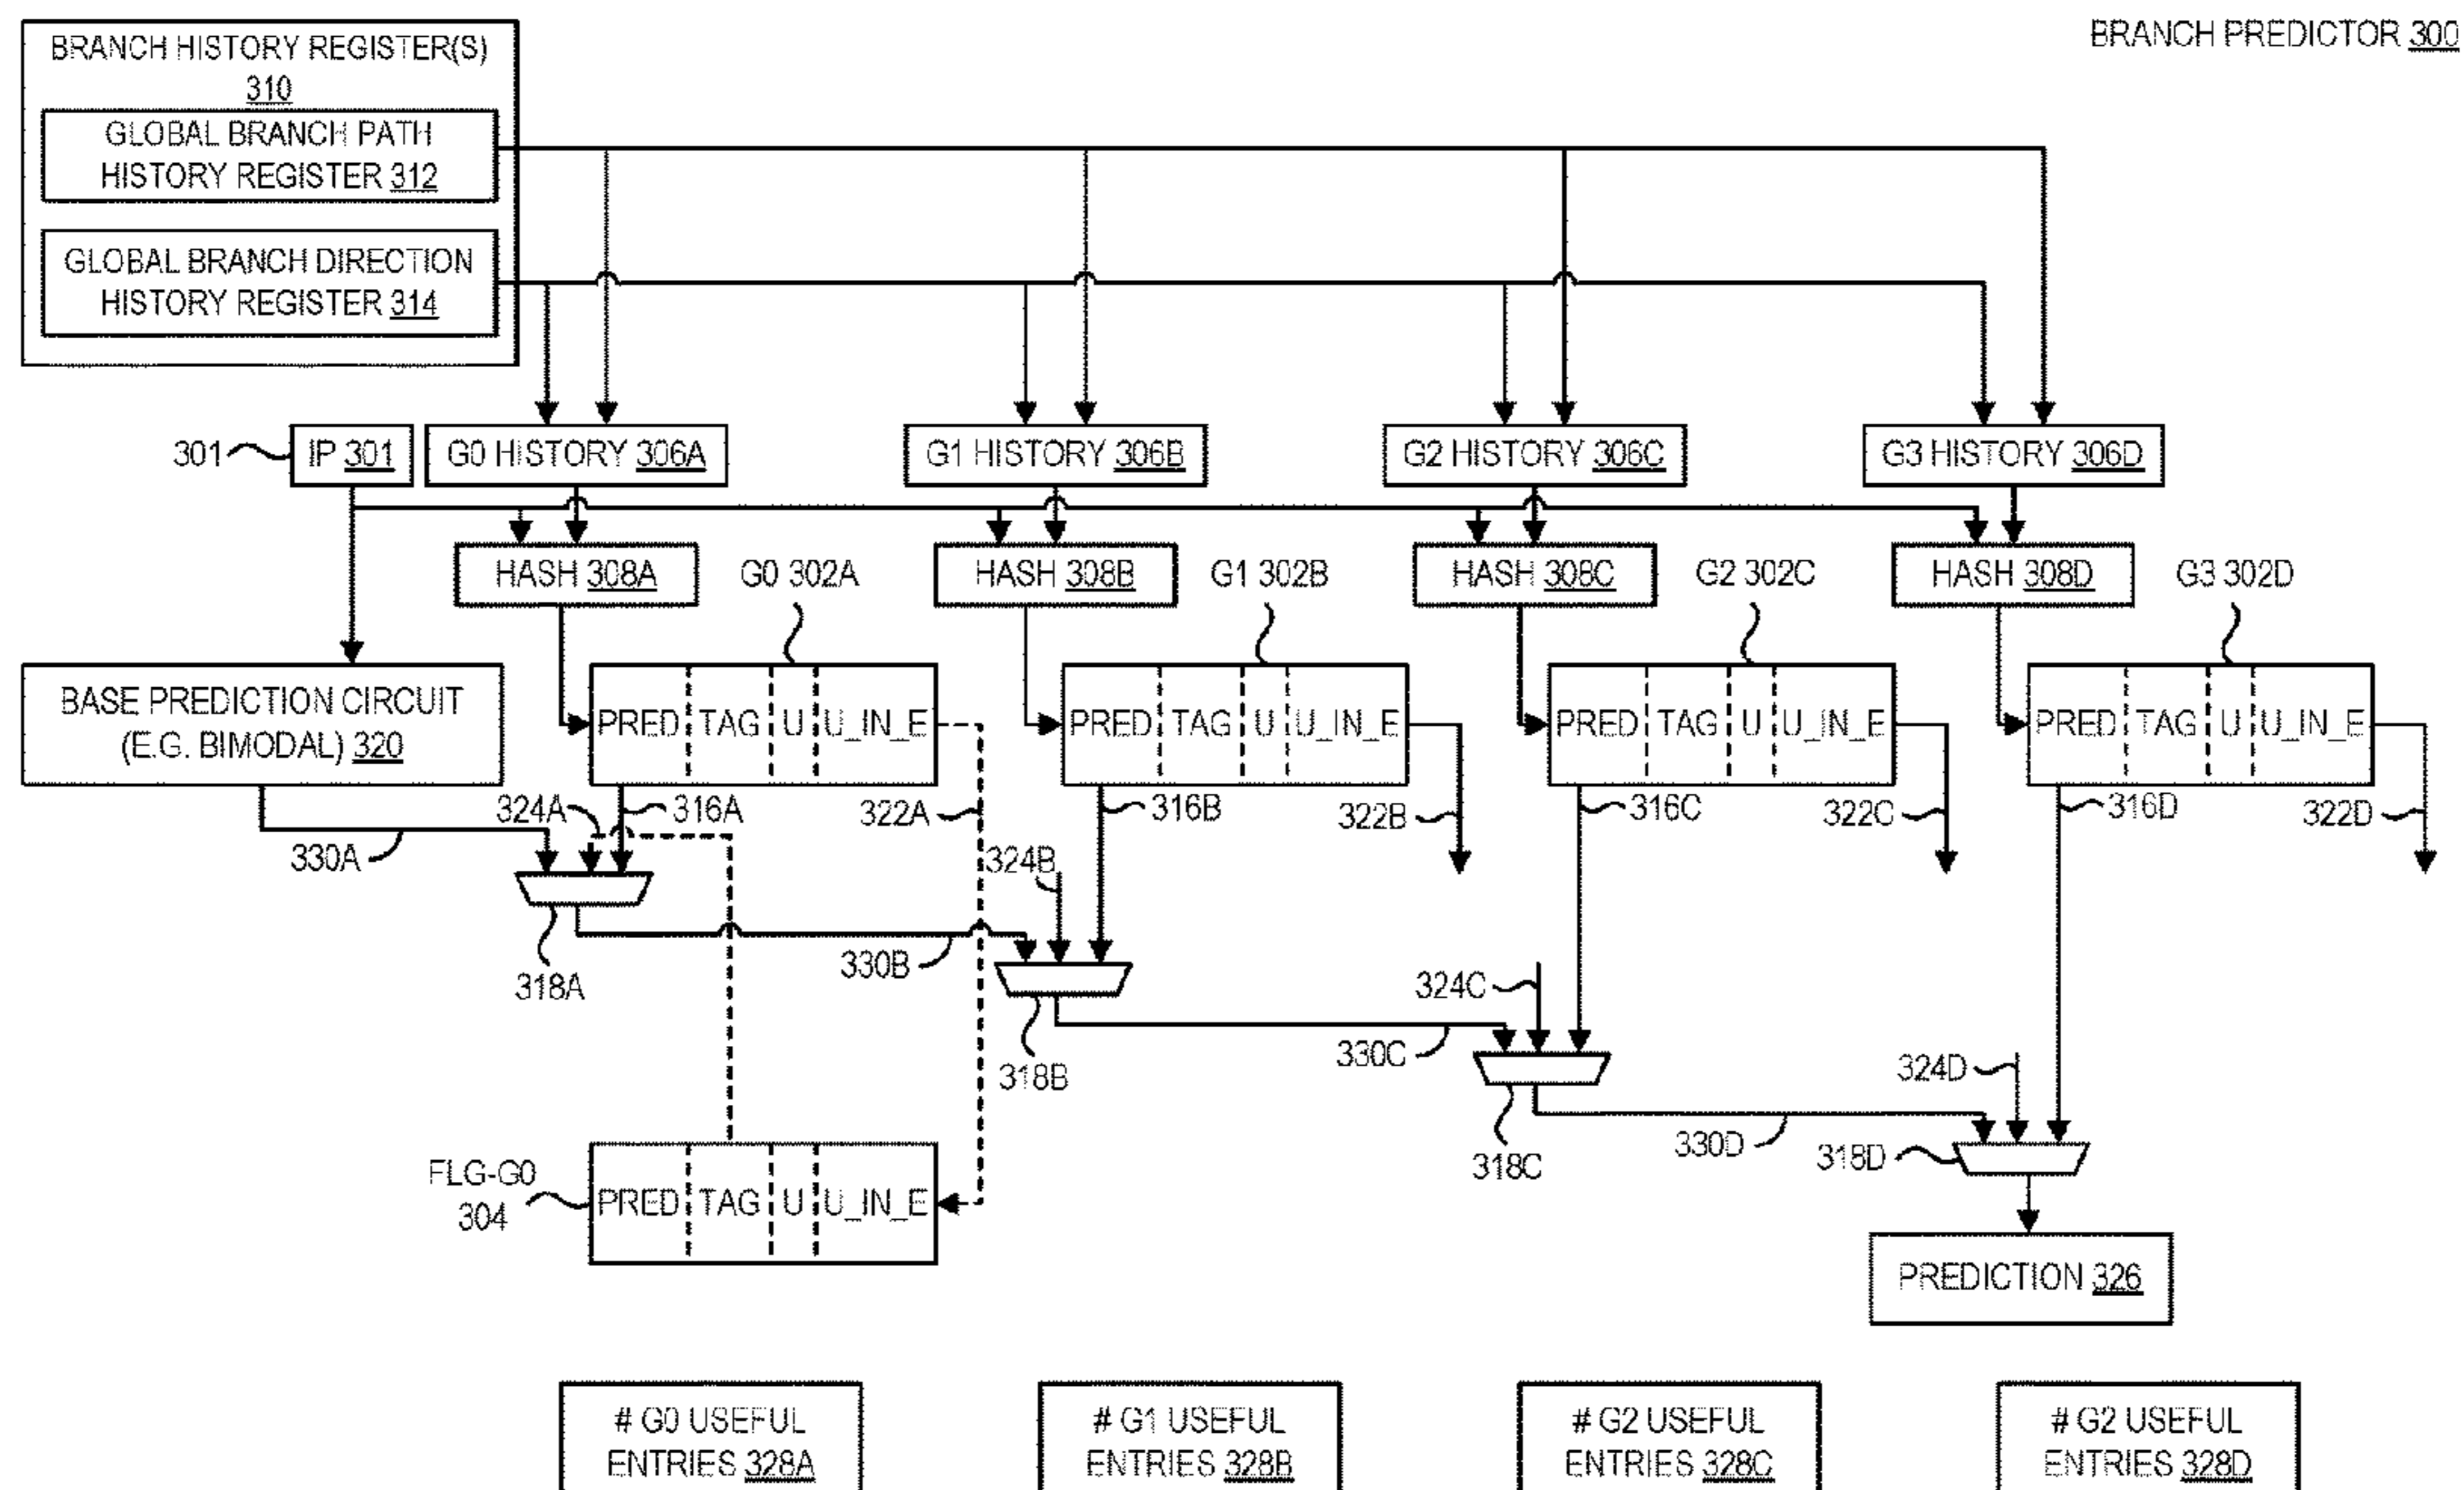 BRANCH PREDICTOR 300
BRANCH HISTORY REGISTER(S)
310
GLOBAL BRANCH PATH
HISTORY REGISTER 312
GLOBAL BRANCH DIRECTION
HISTORY REGISTER 314
301
IP 301
G0 HISTORY 306A
G1 HISTORY 306B
G2 HISTORY 306C
G3 HISTORY 306D
HASH 308A
G0 302A
HASH 308B
G1 302B
HASH 308C
G2 302C
HASH 308D
G3 302D
BASE PREDICTION CIRCUIT
(E.G. BIMODAL) 320
PRED TAG U U_IN_E
PRED TAG U U_IN_E
PRED TAG U U_IN_E
PRED TAG U U_IN_E
324A
316A
322A
316B
322B
316C
322C
316D
322D
330A
324B
318A
330B
324C
318B
330C
324D
318C
330D
318D
FLG-G0
304
PRED TAG U U_IN_E
PREDICTION 326
# G0 USEFUL
ENTRIES 328A
# G1 USEFUL
ENTRIES 328B
# G2 USEFUL
ENTRIES 328C
# G2 USEFUL
ENTRIES 328D